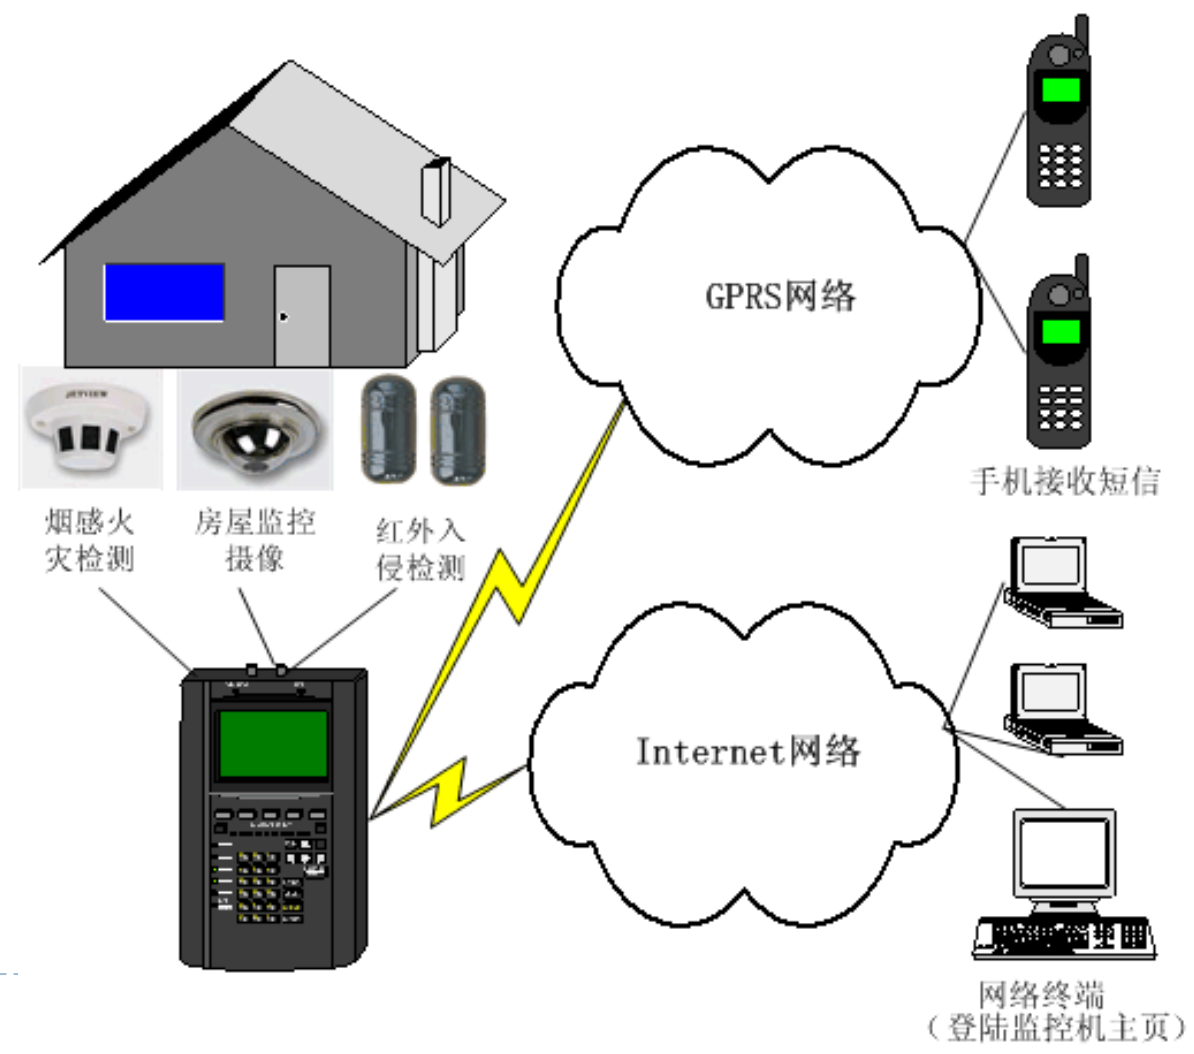 GPRS网络
手机接收短信
烟感火
灾检测
房屋监控
摄像
红外入
侵检测
Internet网络
网络终端
（登陆监控机主页）